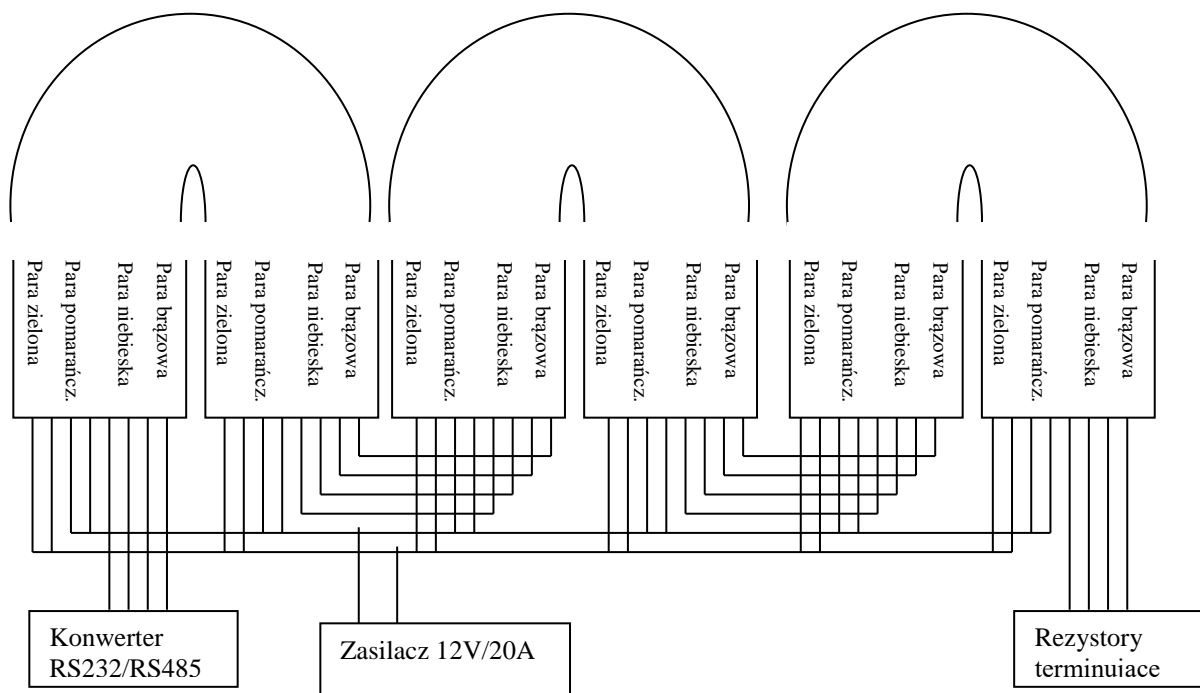 Para zielona
Para pomarańcz.
Para niebieska
Para brązowa
Para zielona
Para pomarańcz.
Para niebieska
Para brązowa
Para zielona
Para pomarańcz.
Para niebieska
Para brązowa
Para zielona
Para pomarańcz.
Para niebieska
Para brązowa
Para zielona
Para pomarańcz.
Para niebieska
Para brązowa
Para zielona
Para pomarańcz.
Para niebieska
Para brązowa
Konwerter
RS232/RS485
Zasilacz 12V/20A
Rezystory
terminuiace